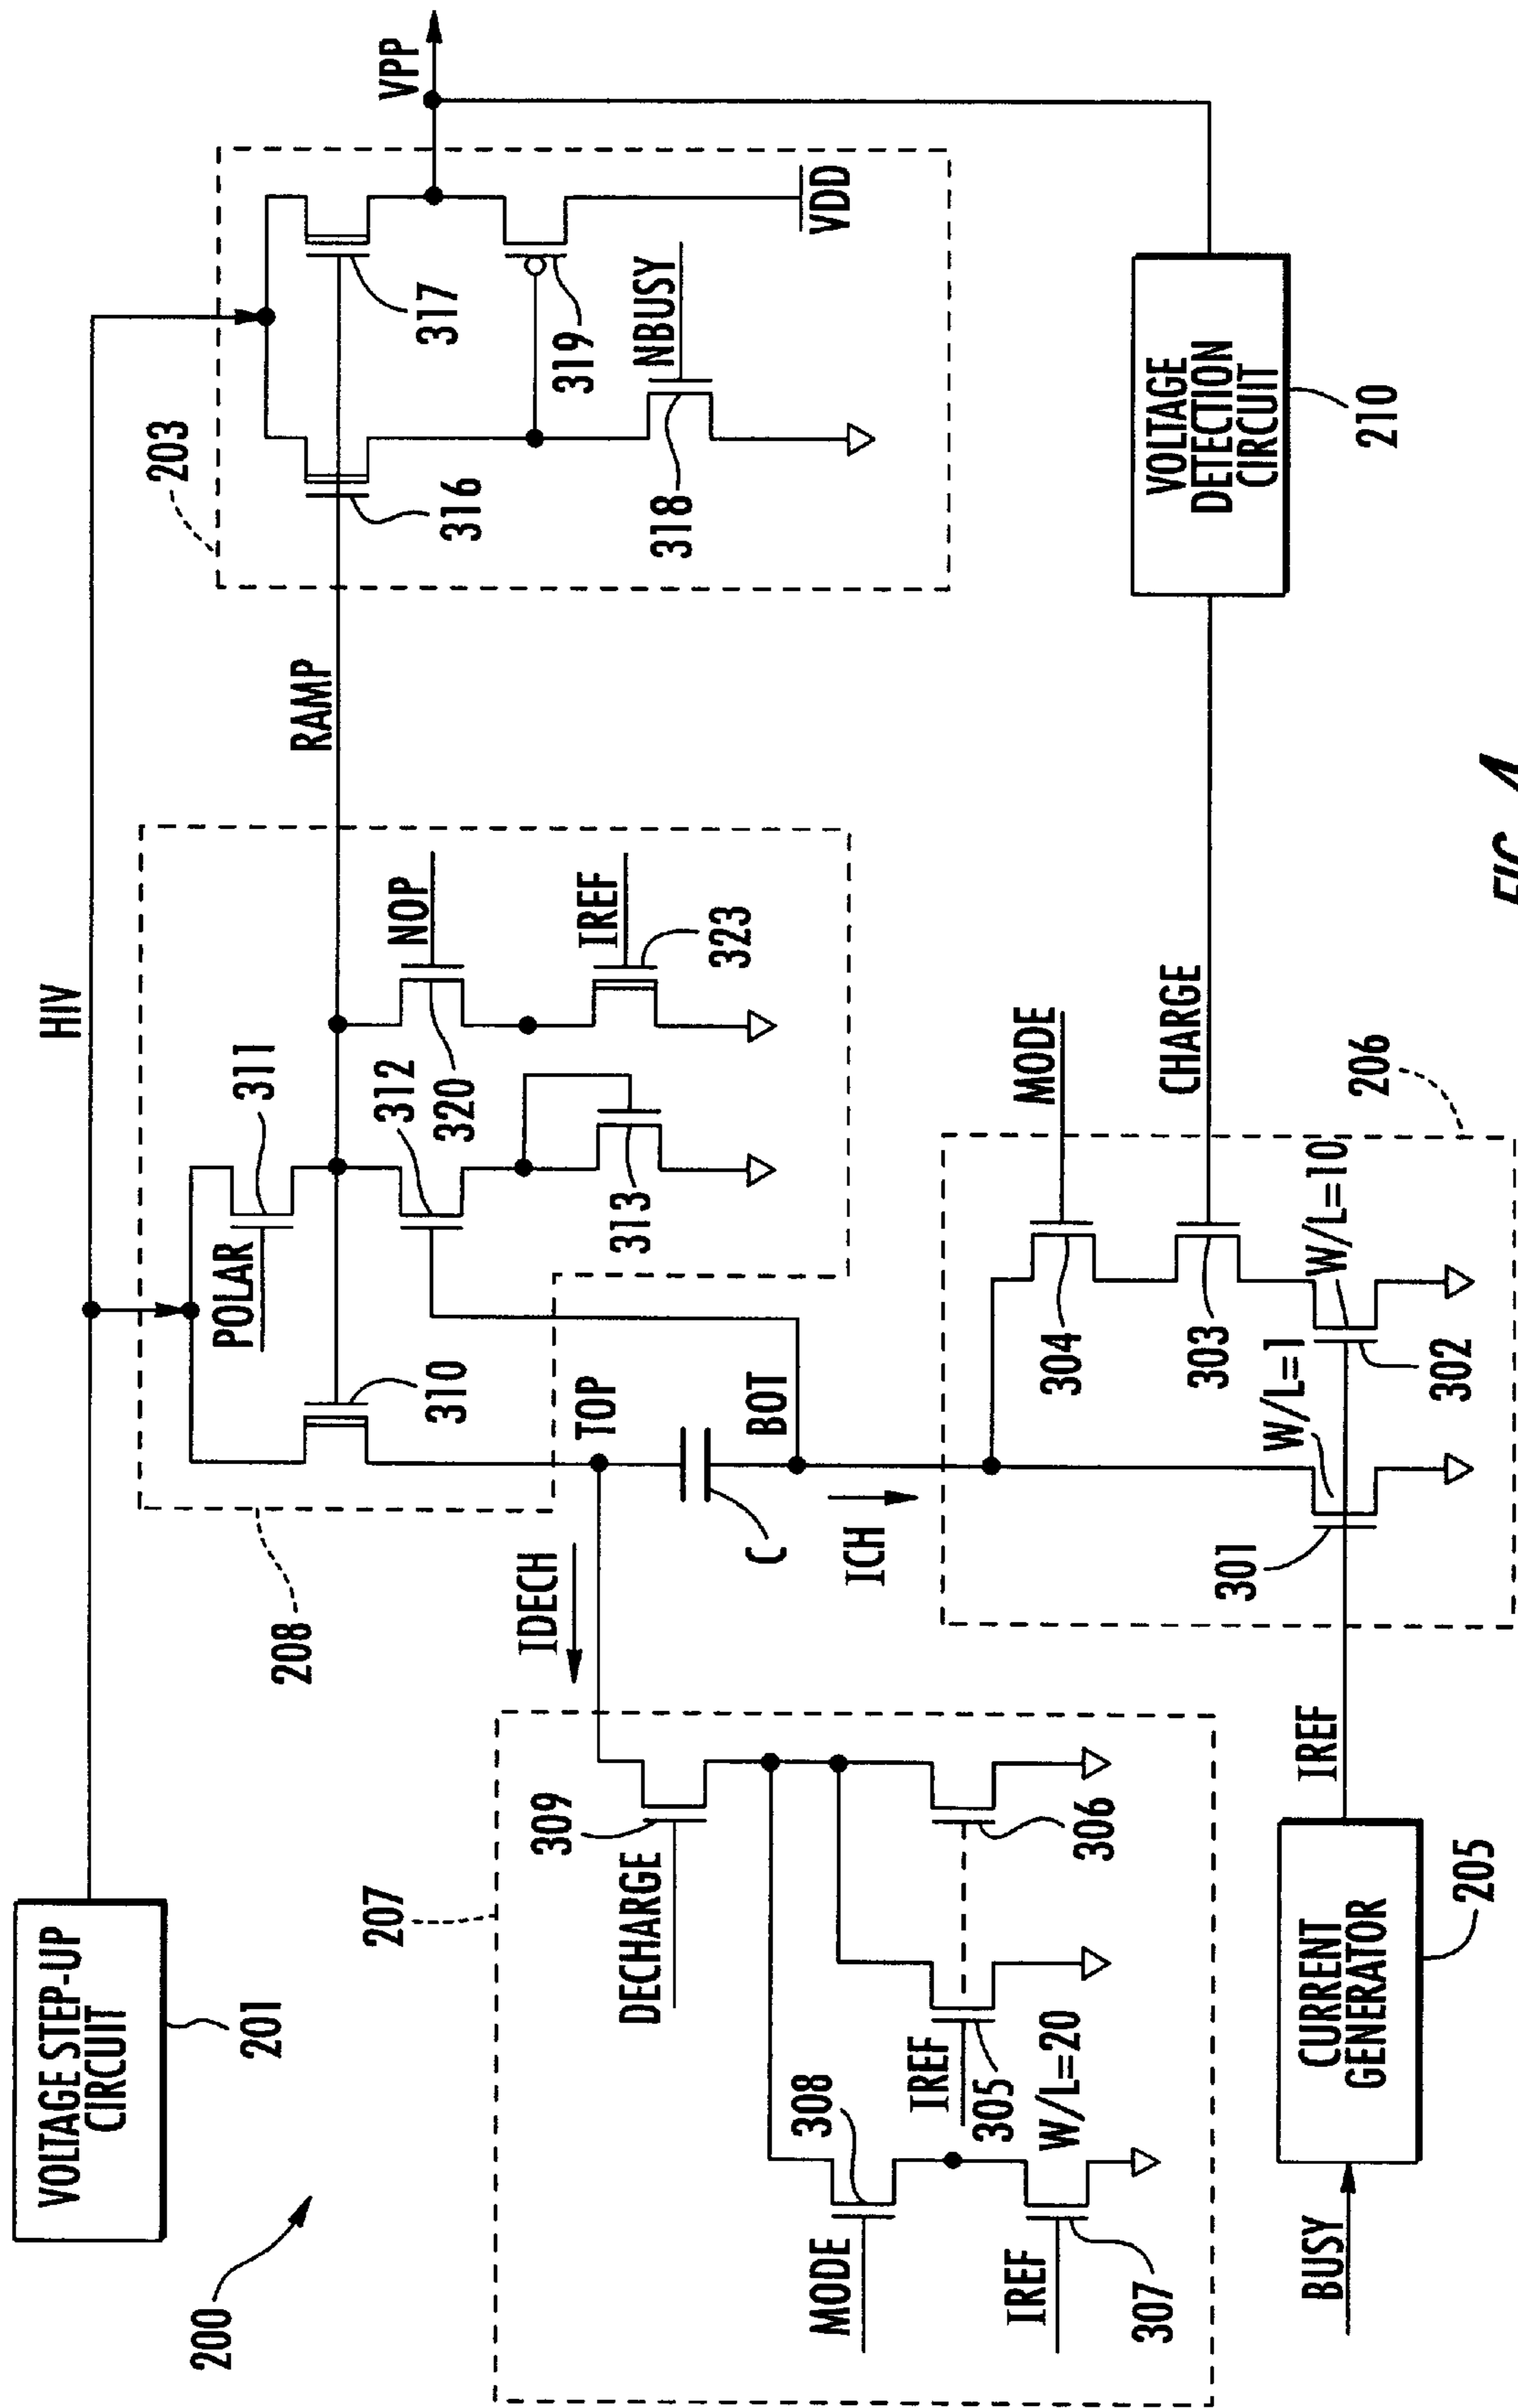 200
VOLTAGE STEP-UP
CIRCUIT
201
HIV
208
POLAR
311
310
312
313
320
NOP
IREF
323
RAMP
203
316
317
318
319
NBUSY
VDD
VPP
207
309
DECHARGE
IDECH
TOP
C
BOT
ICH
MODE
308
IREF
305
306
W/L=20
IREF
307
BUSY
CURRENT
GENERATOR
205
IREF
301
W/L=1
302
W/L=10
303
304
MODE
CHARGE
206
VOLTAGE
DETECTION
CIRCUIT
210
FIG. 4